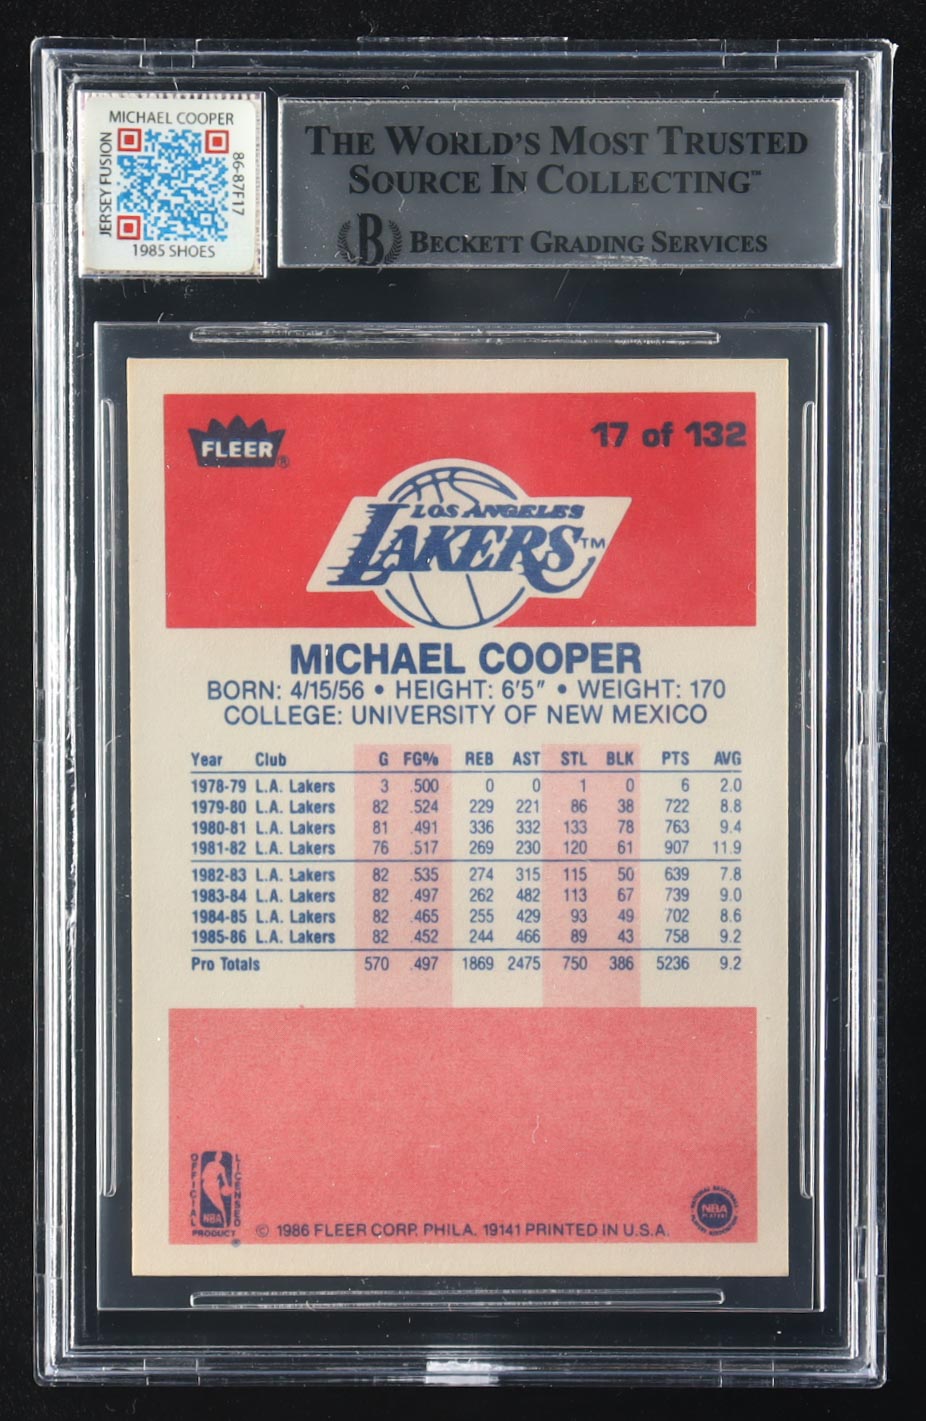 MICHAEL COOPER
JERSEY FUSION
86-87F17
1985 SHOES
THE WORLD'S MOST TRUSTED
SOURCE IN COLLECTING™
B BECKETT GRADING SERVICES
FLEER®
17 of 132
LOS ANGELES
LAKERS™
MICHAEL COOPER
BORN: 4/15/56 • HEIGHT: 6'5" • WEIGHT: 170
COLLEGE: UNIVERSITY OF NEW MEXICO
Year Club G FG% REB AST STL BLK PTS AVG
1978-79 L.A. Lakers 3 .500 0 0 1 0 6 2.0
1979-80 L.A. Lakers 82 .524 229 221 86 38 722 8.8
1980-81 L.A. Lakers 81 .491 336 332 133 78 763 9.4
1981-82 L.A. Lakers 76 .517 269 230 120 61 907 11.9
1982-83 L.A. Lakers 82 .535 274 315 115 50 639 7.8
1983-84 L.A. Lakers 82 .497 262 482 113 67 739 9.0
1984-85 L.A. Lakers 82 .465 255 429 93 49 702 8.6
1985-86 L.A. Lakers 82 .452 244 466 89 43 758 9.2
Pro Totals 570 .497 1869 2475 750 386 5236 9.2
OFFICIAL LICENSED
NBA
PRODUCT®
© 1986 FLEER CORP. PHILA. 19141 PRINTED IN U.S.A.
NATIONAL BASKETBALL
NBA
PLAYERS
PLAYERS ASSOCIATION